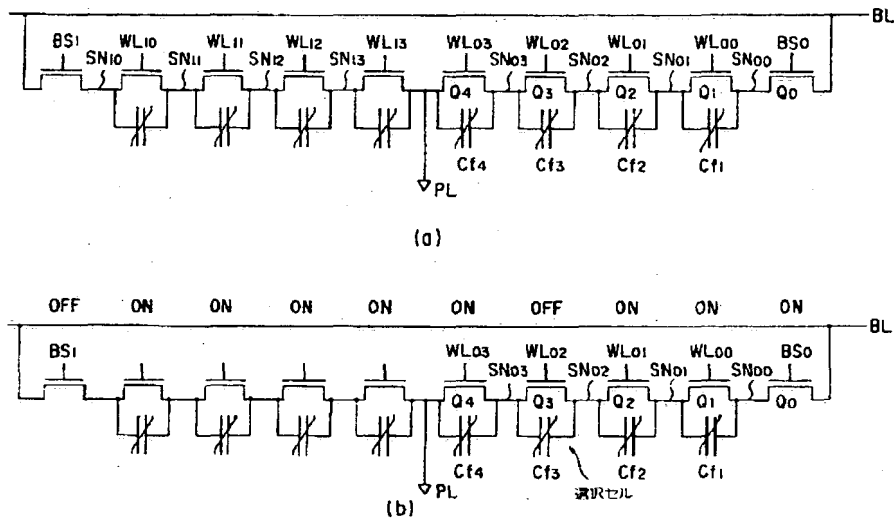 BL
BS1 WL10 WL11 WL12 WL13 WL03 WL02 WL01 WL00 BS0
SN10 SN11 SN12 SN13 SN03 SN02 SN01 SN00
Q4 Q3 Q2 Q1 Q0
Cf4 Cf3 Cf2 Cf1
PL
(a)
OFF ON ON ON ON ON OFF ON ON ON
BL
BS1 WL03 WL02 WL01 WL00 BS0
SN03 SN02 SN01 SN00
Q4 Q3 Q2 Q1 Q0
Cf4 Cf3 Cf2 Cf1
PL 選択セル
(b)